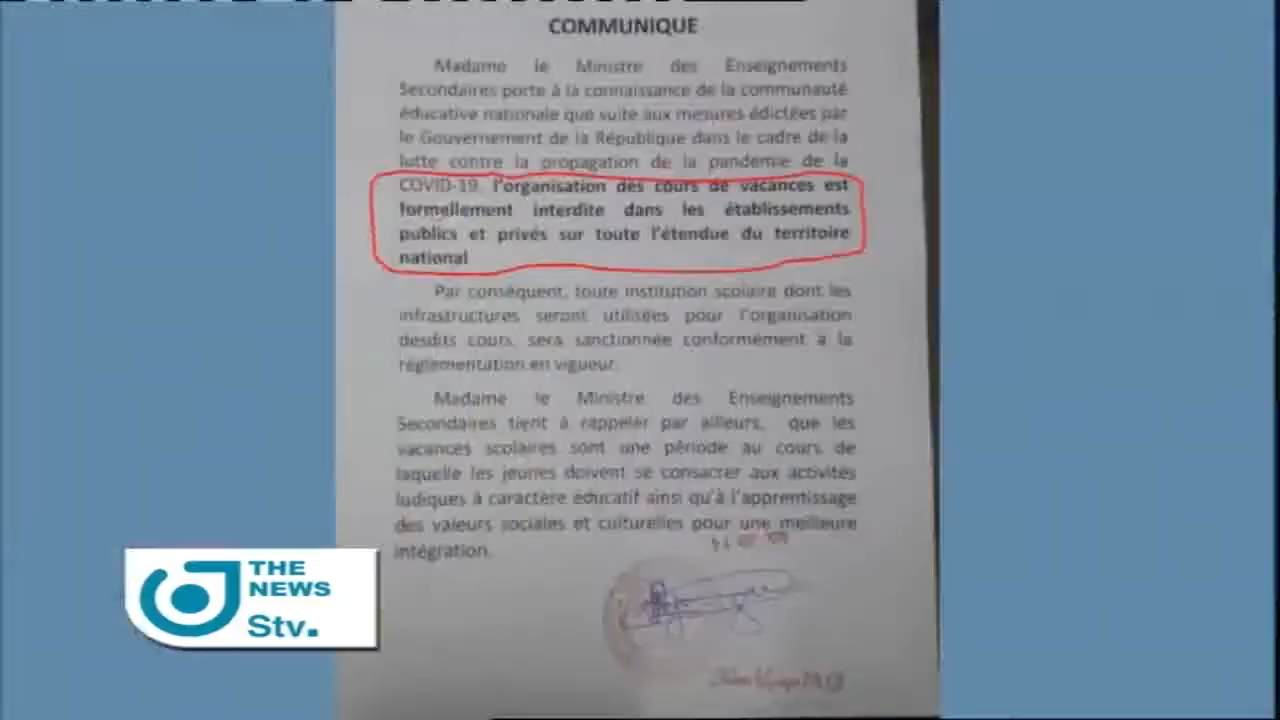 COMMUNIQUE
Madame le Ministre des Enseignements
Secondaires porte à la connaissance de la communauté
éducative nationale que suite aux mesures édictées par
le Gouvernement de la République dans le cadre de la
lutte contre la propagation de la pandémie de la
COVID-19, l'organisation des cours de vacances est
formellement interdite dans les établissements
publics et privés sur toute l'étendue du territoire
national
Par conséquent, toute institution scolaire dont les
infrastructures seront utilisées pour l'organisation
desdits cours, sera sanctionnée conformément à la
réglementation en vigueur.
Madame le Ministre des Enseignements
Secondaires tient à rappeler par ailleurs, que les
vacances scolaires sont une période au cours de
laquelle les jeunes doivent se consacrer aux activités
ludiques à caractère éducatif ainsi qu'à l'apprentissage
des valeurs sociales et culturelles pour une meilleure
intégration.
THE
NEWS
Stv.